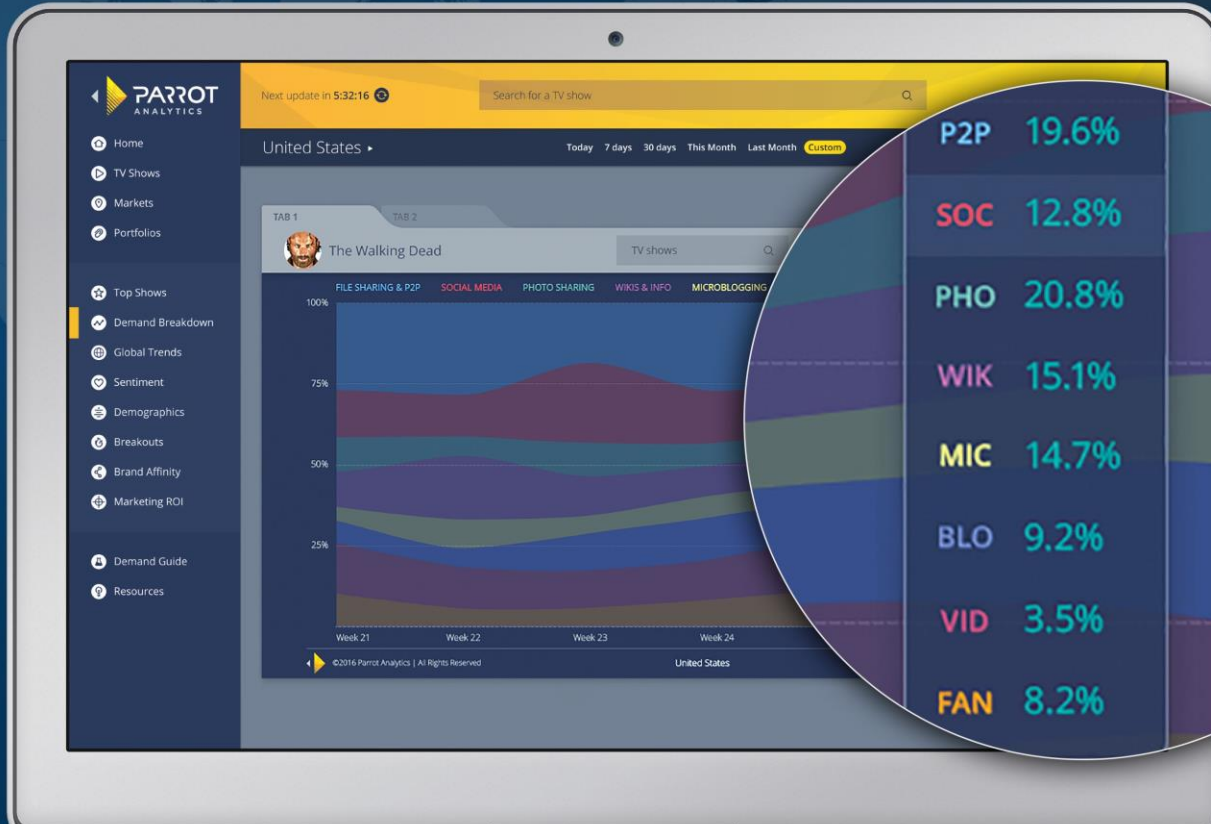 PARROT
ANALYTICS
Home
TV Shows
Markets
Portfolios
Top Shows
Demand Breakdown
Global Trends
Sentiment
Demographics
Breakouts
Brand Affinity
Marketing ROI
Demand Guide
Resources
Next update in 5:32:16
Search for a TV show
United States
Today 7 days 30 days This Month Last Month Custom
TAB 1 TAB 2
The Walking Dead
TV shows
FILE SHARING & P2P SOCIAL MEDIA PHOTO SHARING WIKIS & INFO MICROBLOGGING
100%
75%
50%
25%
Week 21 Week 22 Week 23 Week 24
©2016 Parrot Analytics | All Rights Reserved
United States
P2P 19.6%
SOC 12.8%
PHO 20.8%
WIK 15.1%
MIC 14.7%
BLO 9.2%
VID 3.5%
FAN 8.2%